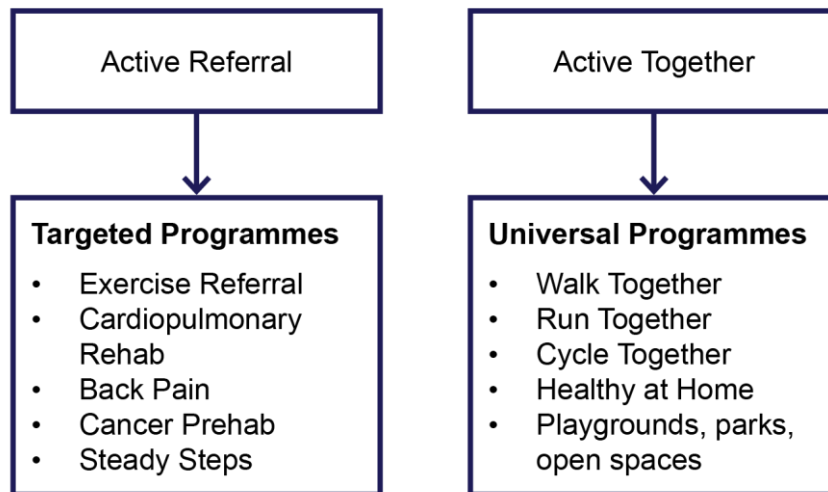 Active Referral
Active Together
Targeted Programmes
• Exercise Referral
• Cardiopulmonary
Rehab
• Back Pain
• Cancer Prehab
• Steady Steps
Universal Programmes
• Walk Together
• Run Together
• Cycle Together
• Healthy at Home
• Playgrounds, parks,
open spaces